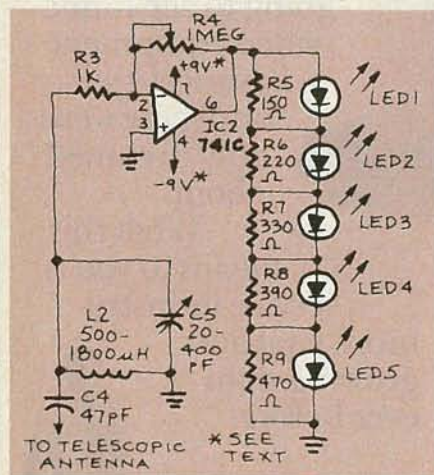 R4
1MEG
R3
1K
+9V*
7
2
6
3
4
IC2
741C
-9V*
R5
150
Ω
LED1
R6
220
Ω
LED2
R7
330
Ω
LED3
R8
390
Ω
LED4
R9
470
Ω
LED5
L2
500-
1800µH
C5
20-
400
pF
C4
47pF
TO TELESCOPIC
ANTENNA
* SEE
TEXT